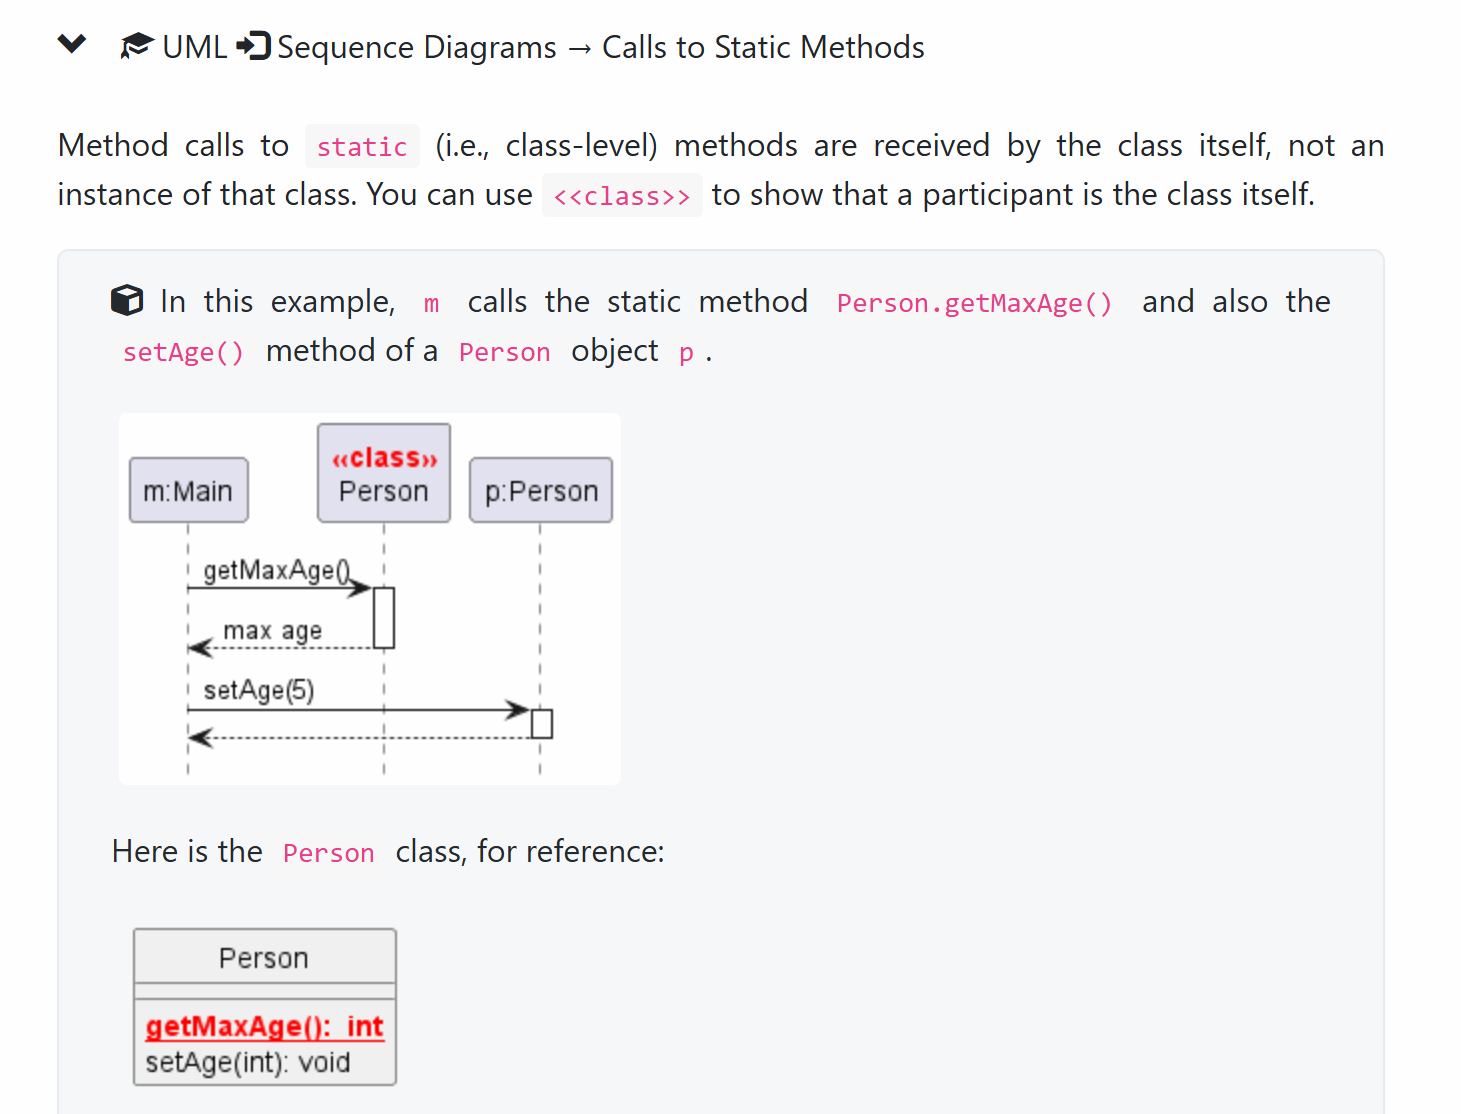 UML Sequence Diagrams → Calls to Static Methods
Method calls to static (i.e., class-level) methods are received by the class itself, not an
instance of that class. You can use <<class>> to show that a participant is the class itself.
In this example, m calls the static method Person.getMaxAge() and also the
setAge() method of a Person object p .
«class»
m:Main Person p:Person
getMaxAge()
max age
setAge(5)
Here is the Person class, for reference:
Person
getMaxAge(): int
setAge(int): void